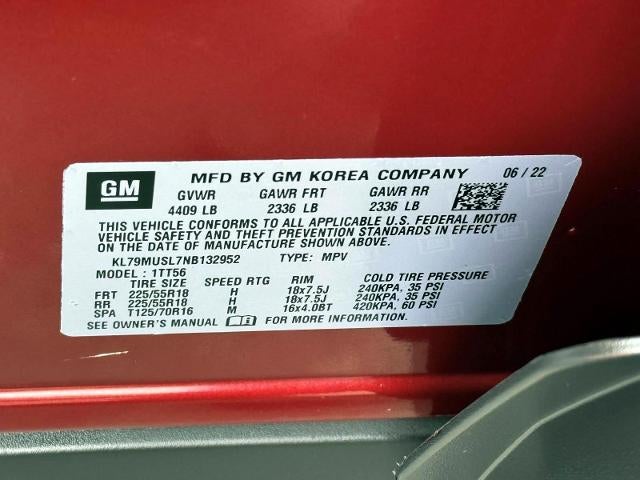 GM MFD BY GM KOREA COMPANY 06 / 22
GVWR GAWR FRT GAWR RR
4409 LB 2336 LB 2336 LB
THIS VEHICLE CONFORMS TO ALL APPLICABLE U.S. FEDERAL MOTOR
VEHICLE SAFETY AND THEFT PREVENTION STANDARDS IN EFFECT
ON THE DATE OF MANUFACTURE SHOWN ABOVE.
KL79MUSL7NB132952 TYPE: MPV
MODEL : 1TT56
TIRE SIZE SPEED RTG RIM COLD TIRE PRESSURE
FRT 225/55R18 H 18x7.5J 240KPA, 35 PSI
RR 225/55R18 H 18x7.5J 240KPA, 35 PSI
SPA T125/70R16 M 16x4.0BT 420KPA, 60 PSI
SEE OWNER'S MANUAL FOR MORE INFORMATION.